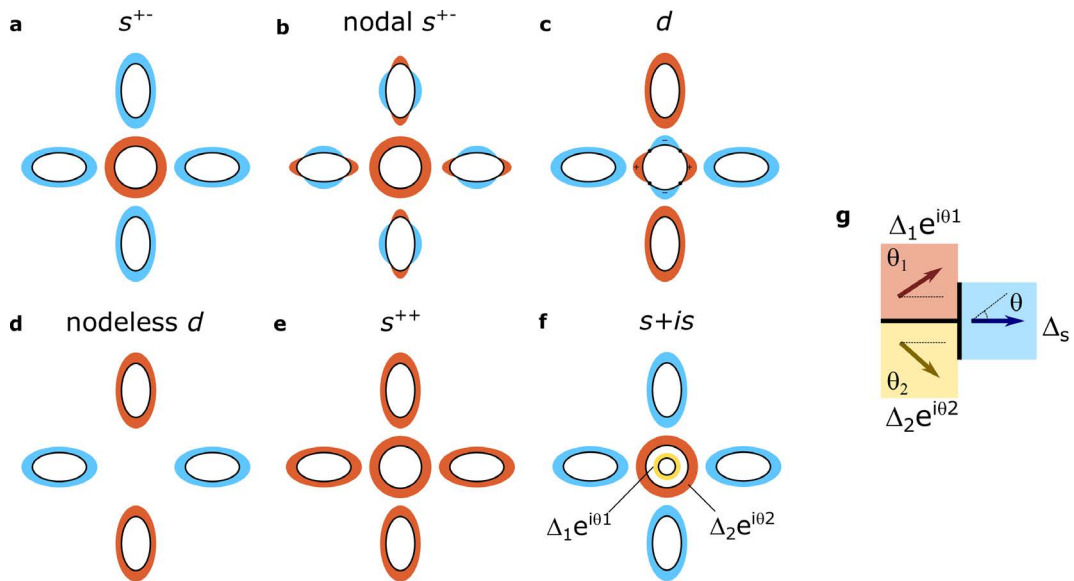 a
s+-
b
nodal s+-
c
d
−
+
+
−
d
nodeless d
e
s++
f
s+is
Δ1eiθ1
Δ2eiθ2
g
Δ1eiθ1
θ1
θ
Δs
θ2
Δ2eiθ2